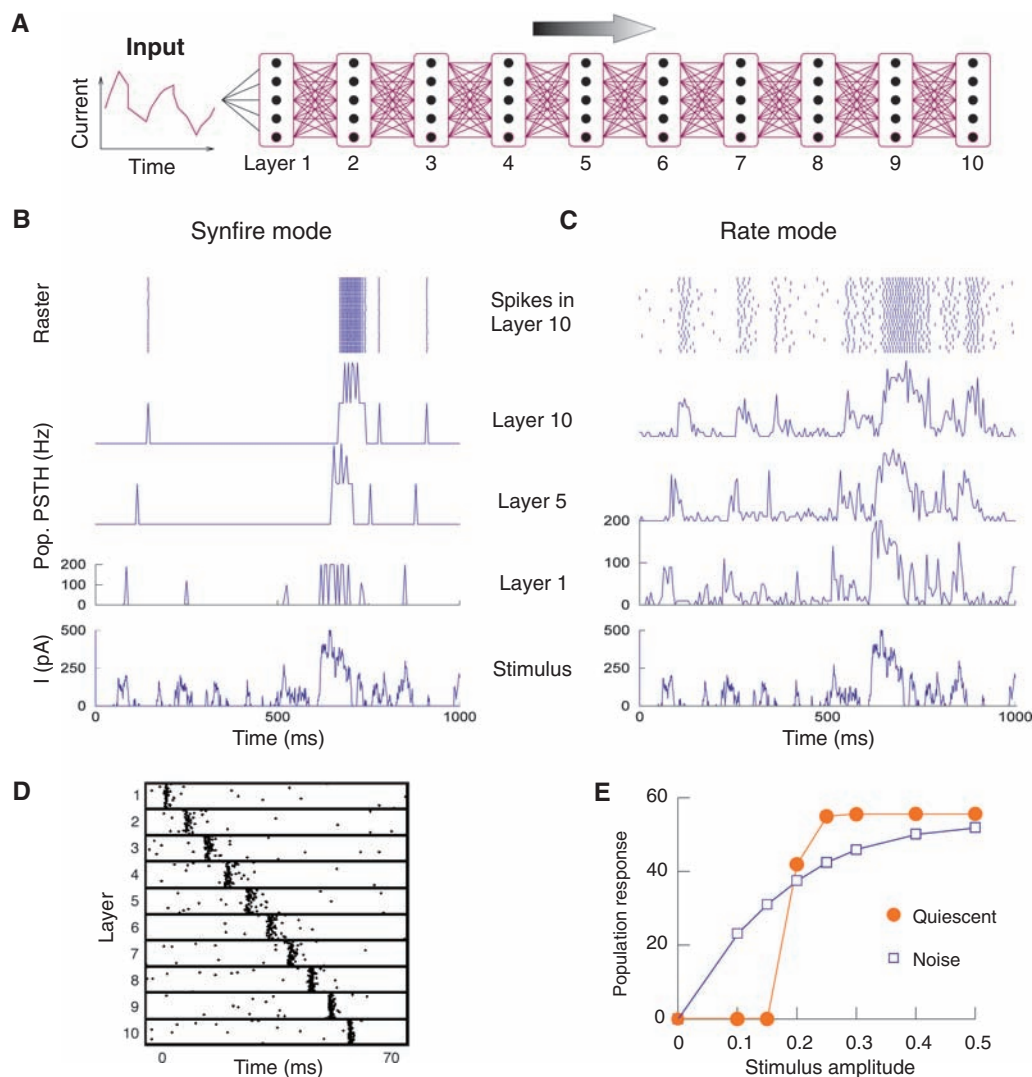 A
Input
Current
Time
Layer 1 2 3 4 5 6 7 8 9 10
B
Synfire mode
C
Rate mode
Raster
Spikes in
Layer 10
Pop. PSTH (Hz)
Layer 10
Layer 5
Layer 1
200
100
0
200
100
0
I (pA)
500
250
0
Stimulus
500
250
0
0 500 1000
Time (ms)
0 500 1000
Time (ms)
D
Layer
1
2
3
4
5
6
7
8
9
10
0 70
Time (ms)
E
Population response
60
40
20
0
Quiescent
Noise
0 0.1 0.2 0.3 0.4 0.5
Stimulus amplitude